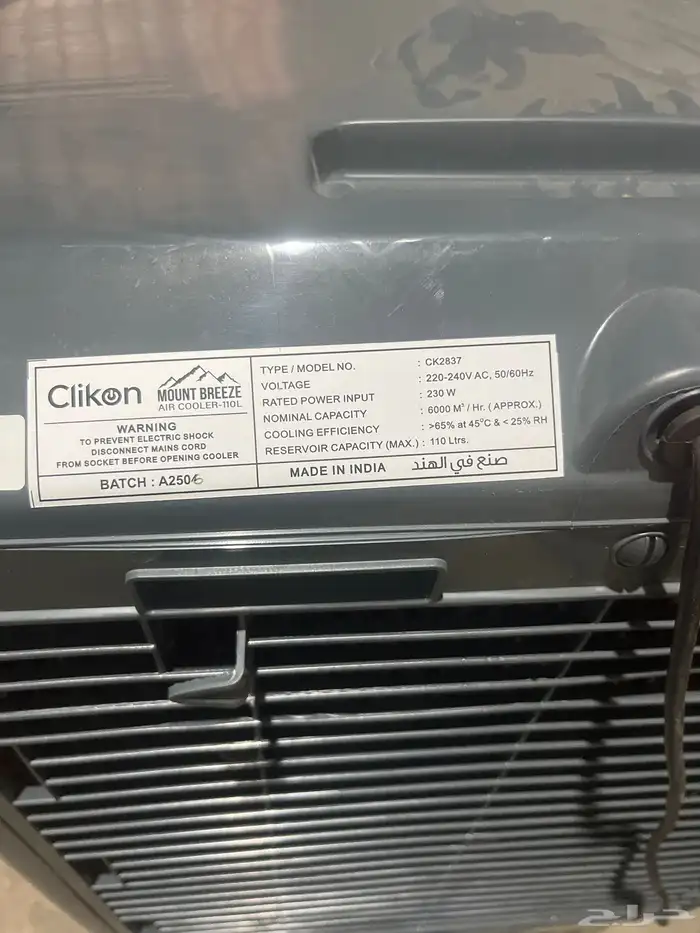 Clikon
MOUNT BREEZE
AIR COOLER-110L
WARNING
TO PREVENT ELECTRIC SHOCK
DISCONNECT MAINS CORD
FROM SOCKET BEFORE OPENING COOLER
BATCH : A2505
TYPE / MODEL NO. : CK2837
VOLTAGE : 220-240V AC, 50/60Hz
RATED POWER INPUT : 230 W
NOMINAL CAPACITY : 6000 M³ / Hr. ( APPROX.)
COOLING EFFICIENCY : >65% at 45°C & < 25% RH
RESERVOIR CAPACITY (MAX.) : 110 Ltrs.
MADE IN INDIA صنع في الهند
حراج